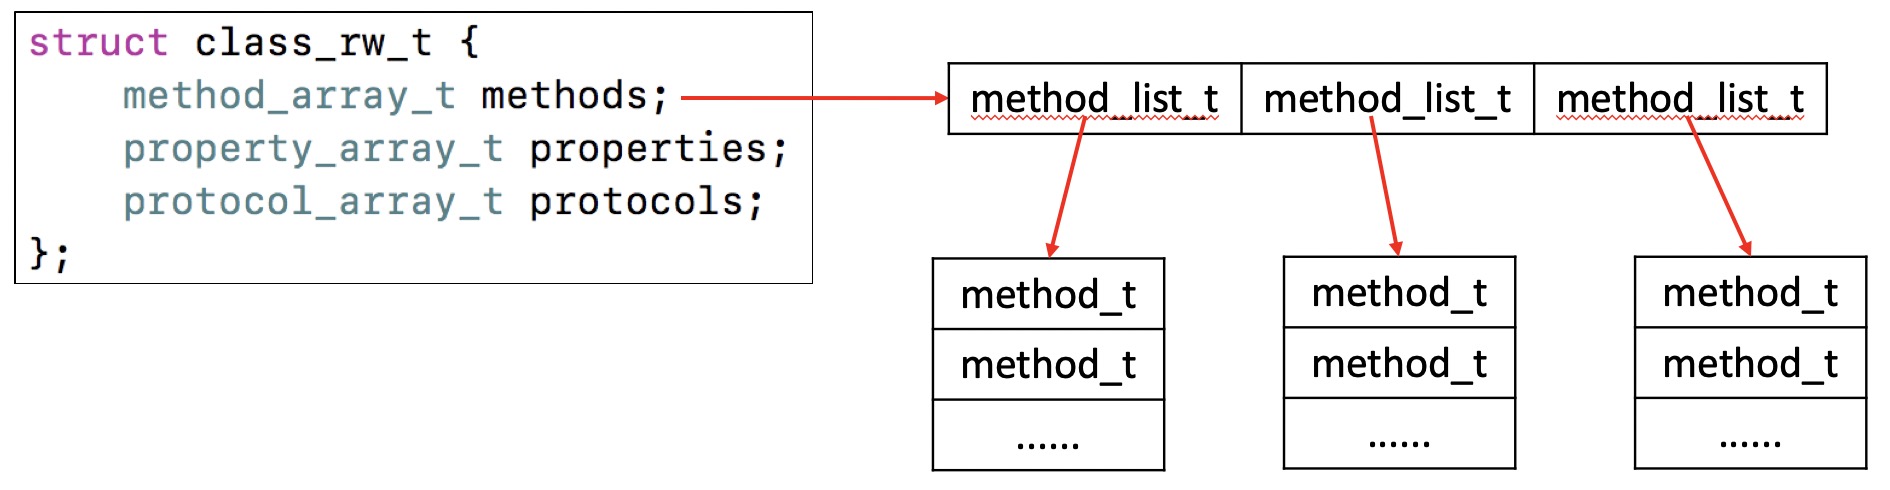 struct class_rw_t {
    method_array_t methods;
    property_array_t properties;
    protocol_array_t protocols;
};
method_list_t method_list_t method_list_t
method_t method_t method_t
method_t method_t method_t
...... ...... ......